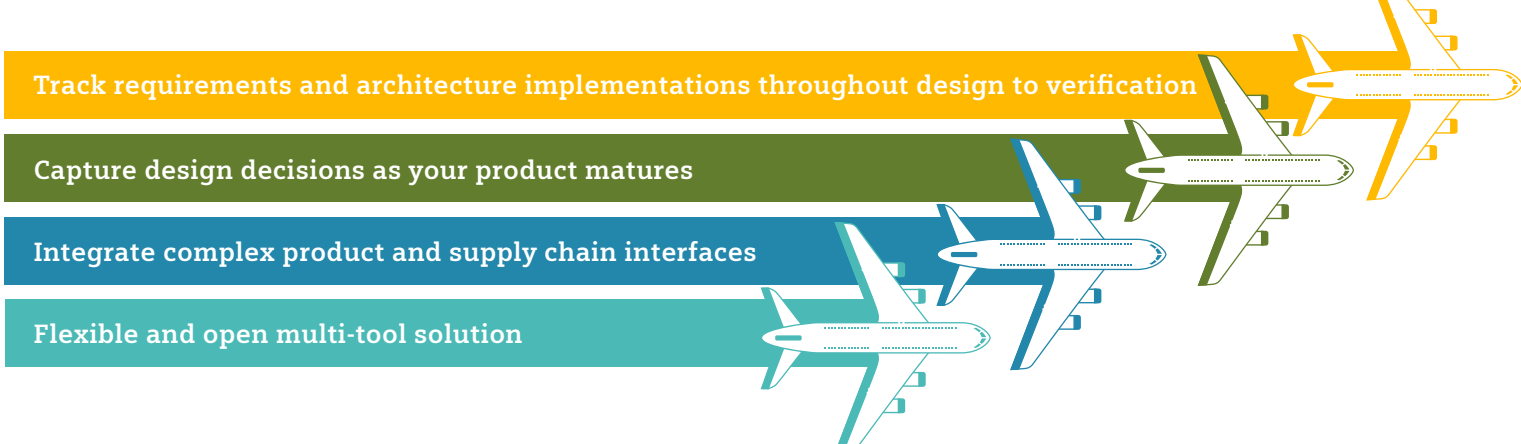 Track requirements and architecture implementations throughout design to verification
Capture design decisions as your product matures
Integrate complex product and supply chain interfaces
Flexible and open multi-tool solution